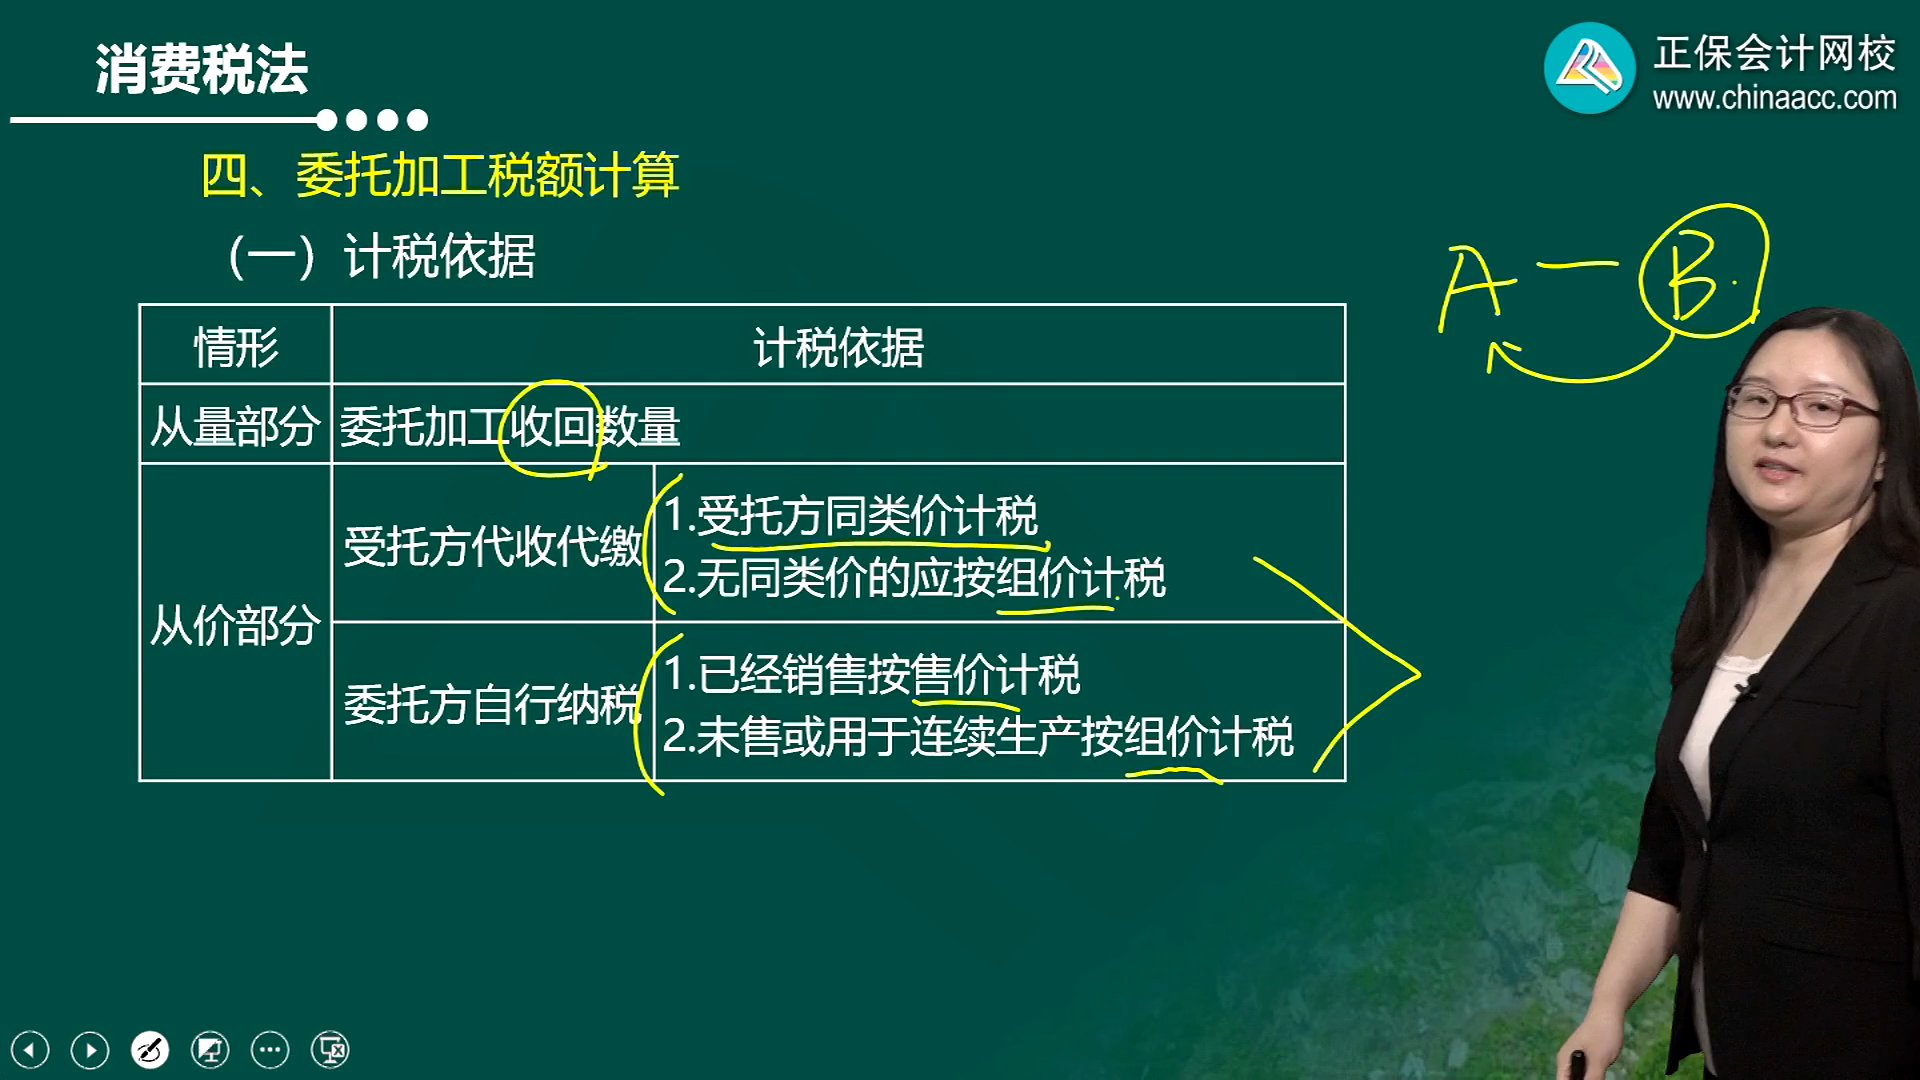 消费税法
正保会计网校
www.chinaacc.com
四、委托加工税额计算
（一）计税依据
A — B
情形 计税依据
从量部分 委托加工收回数量
从价部分
受托方代收代缴
1.受托方同类价计税
2.无同类价的应按组价计税
委托方自行纳税
1.已经销售按售价计税
2.未售或用于连续生产按组价计税